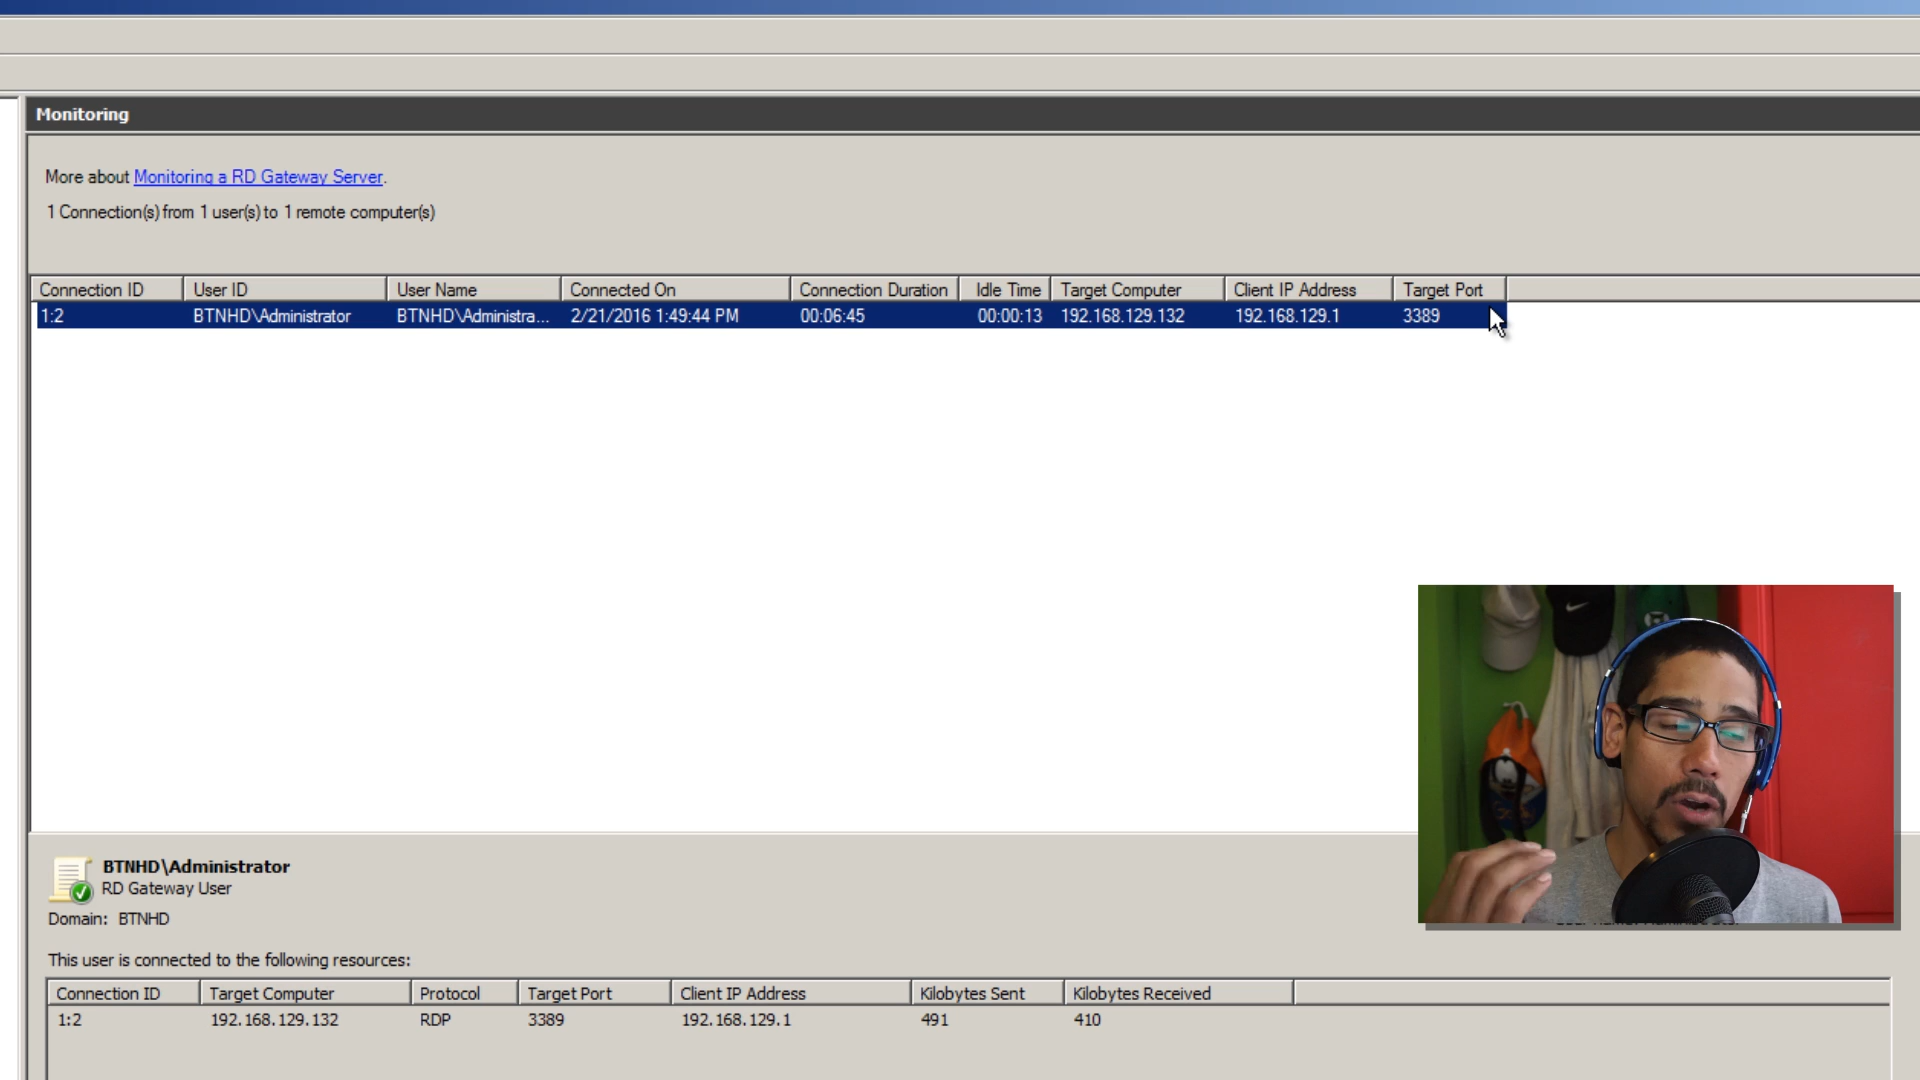 Monitoring
More about Monitoring a RD Gateway Server.
1 Connection(s) from 1 user(s) to 1 remote computer(s)
Connection ID User ID User Name Connected On Connection Duration Idle Time Target Computer Client IP Address Target Port
1:2 BTNHD\Administrator BTNHD\Administra... 2/21/2016 1:49:44 PM 00:06:45 00:00:13 192.168.129.132 192.168.129.1 3389
BTNHD\Administrator
RD Gateway User
Domain: BTNHD
This user is connected to the following resources:
Connection ID Target Computer Protocol Target Port Client IP Address Kilobytes Sent Kilobytes Received
1:2 192.168.129.132 RDP 3389 192.168.129.1 491 410